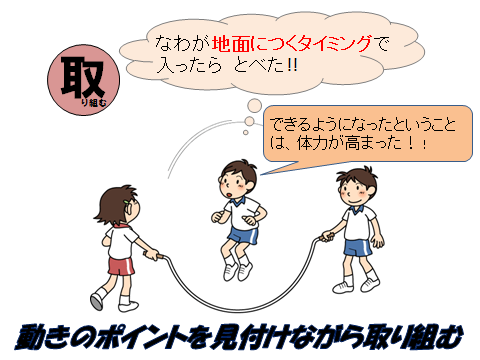 取
り組む
なわが地面につくタイミングで
入ったら とべた!!
できるようになったということ
は、体力が高まった！！
動きのポイントを見付けながら取り組む